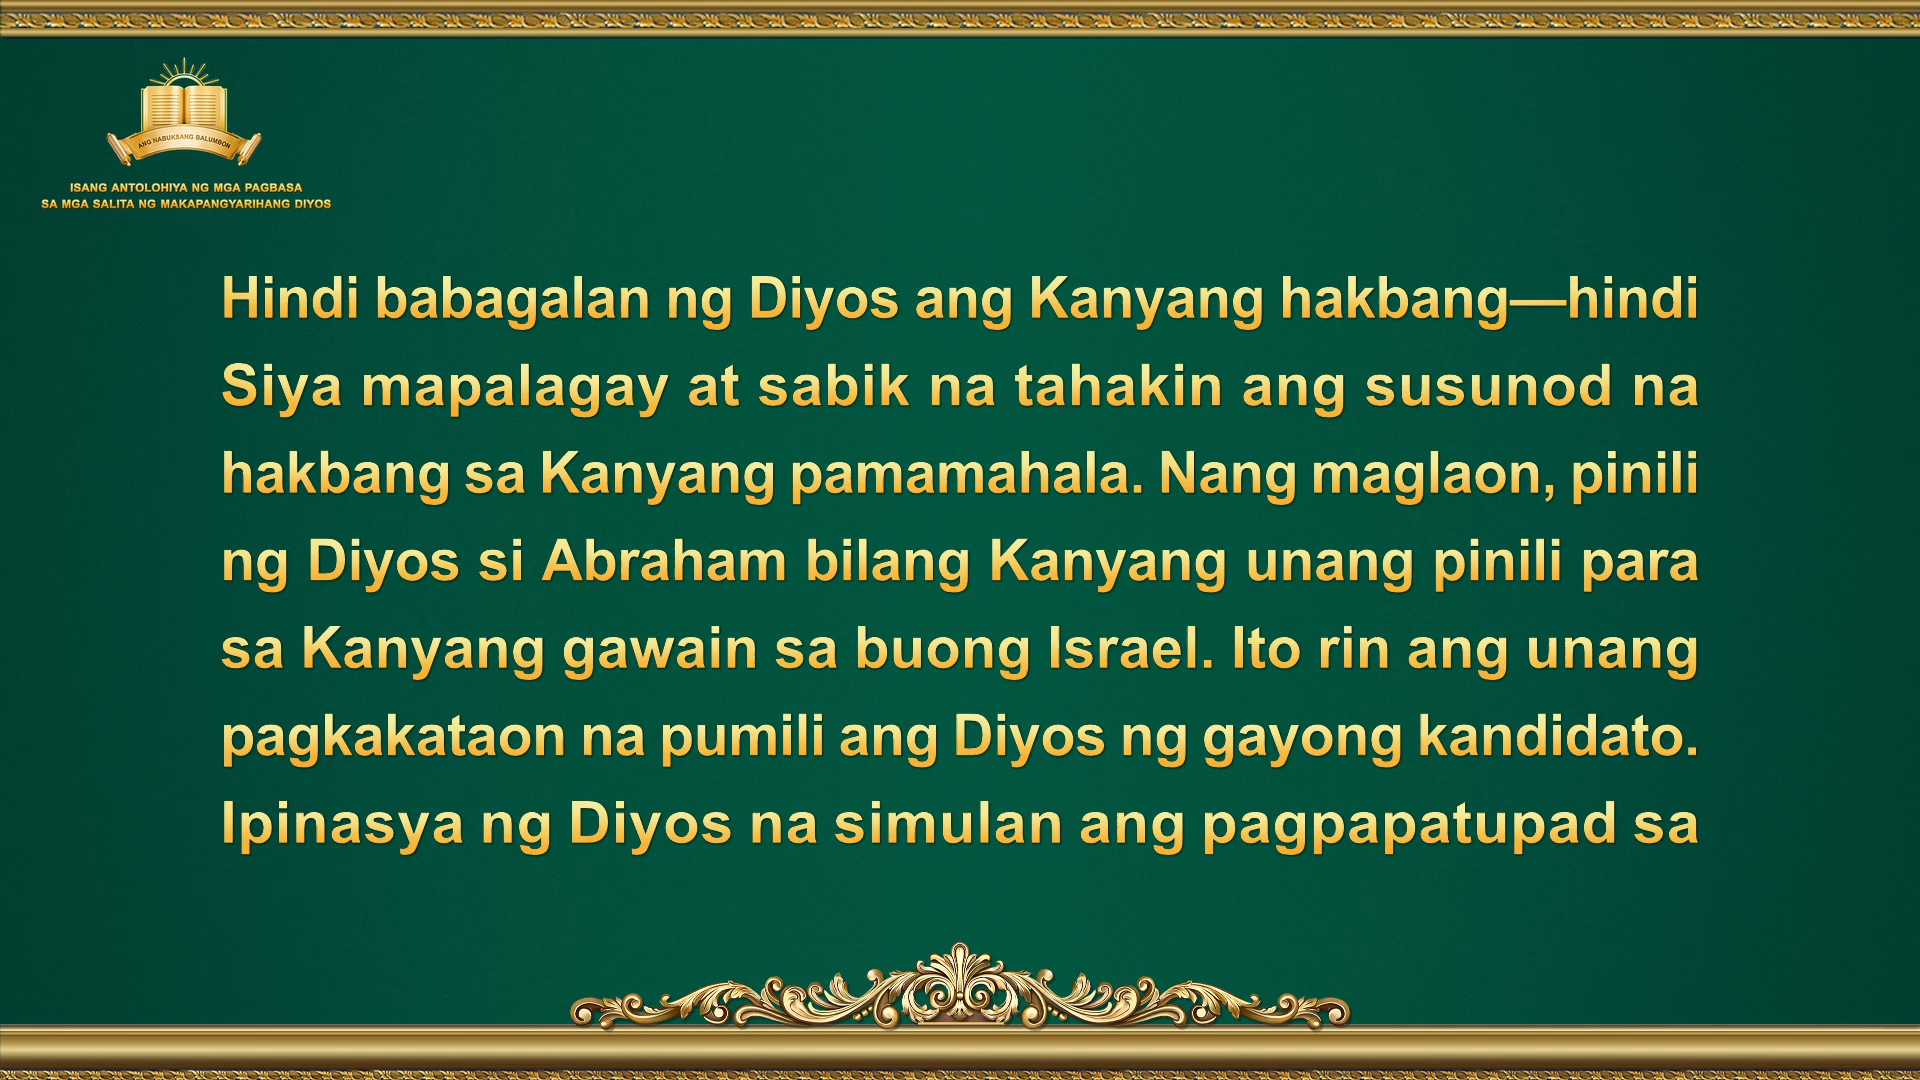 ANG NABUKSANG BALUMBON
ISANG ANTOLOHIYA NG MGA PAGBASA
SA MGA SALITA NG MAKAPANGYARIHANG DIYOS
Hindi babagalan ng Diyos ang Kanyang hakbang—hindi
Siya mapalagay at sabik na tahakin ang susunod na
hakbang sa Kanyang pamamahala. Nang maglaon, pinili
ng Diyos si Abraham bilang Kanyang unang pinili para
sa Kanyang gawain sa buong Israel. Ito rin ang unang
pagkakataon na pumili ang Diyos ng gayong kandidato.
Ipinasya ng Diyos na simulan ang pagpapatupad sa